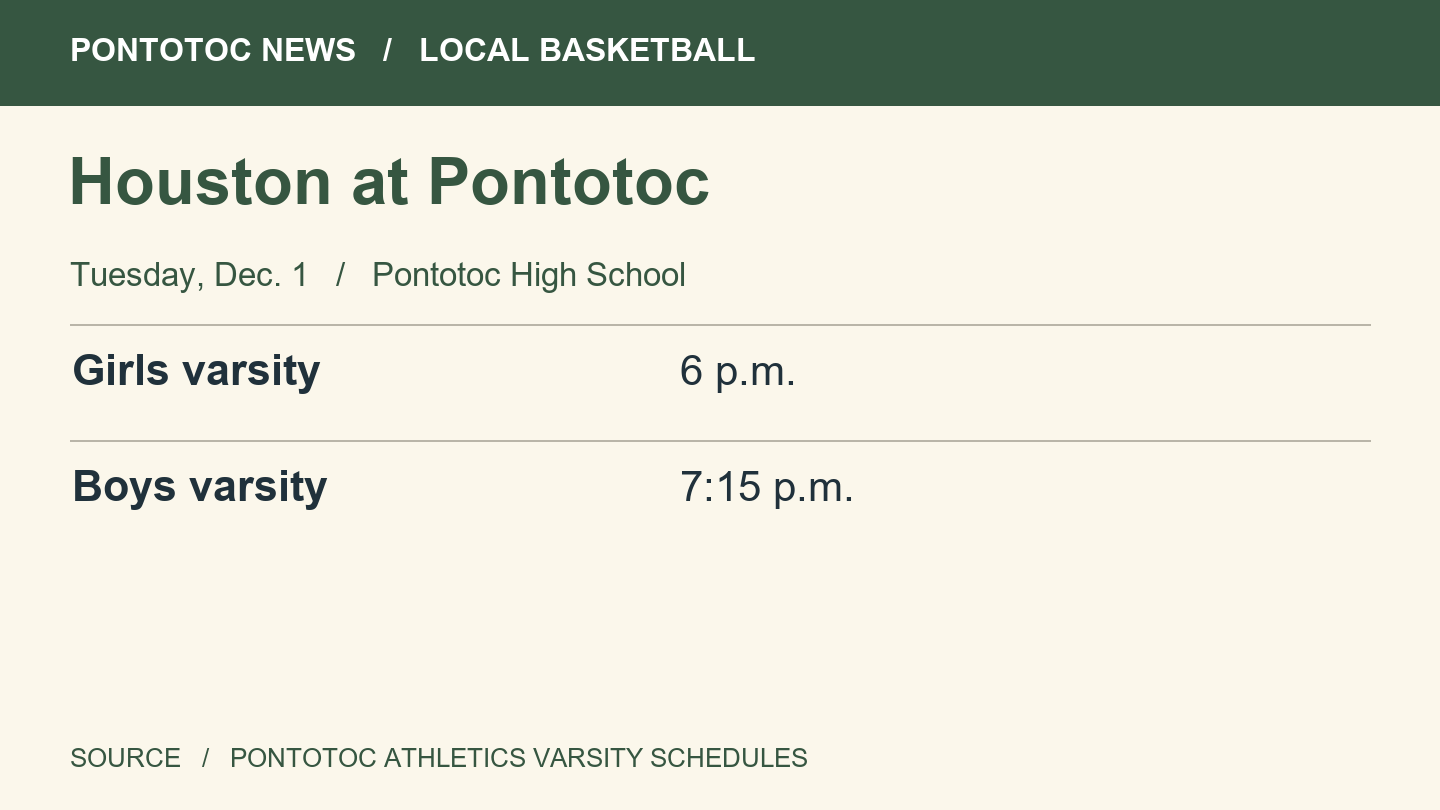 PONTOTOC NEWS / LOCAL BASKETBALL
Houston at Pontotoc
Tuesday, Dec. 1 / Pontotoc High School
Girls varsity 6 p.m.
Boys varsity 7:15 p.m.
SOURCE / PONTOTOC ATHLETICS VARSITY SCHEDULES